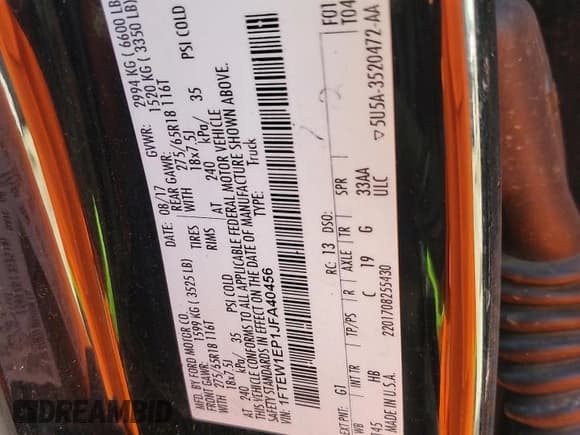 MFD. BY FORD MOTOR CO.
DATE: 08/17 GVWR: 2994 KG ( 6600 LB)
FRONT GAWR: 1599 KG ( 3525 LB) REAR GAWR: 1520 KG ( 3350 LB)
275/65R18 116T WITH 275/65R18 116T WITH
18x7.5J TIRES 18x7.5J
RIMS
AT 240 kPa/ 35 PSI COLD AT 240 kPa/ 35 PSI COLD
THIS VEHICLE CONFORMS TO ALL APPLICABLE FEDERAL MOTOR VEHICLE
SAFETY STANDARDS IN EFFECT ON THE DATE OF MANUFACTURE SHOWN ABOVE.
1FTEW1EP1JFA40456 TYPE: Truck
F01
T04
EXT PNT: G1 RC: 13 DSO:
WB INT TR TP/PS R AXLE TR SPR
145 HB C 19 G 33AA
MADE IN U.S.A. ULC
2201708255430
▽5U5A-3520472-AA
DREAMBID